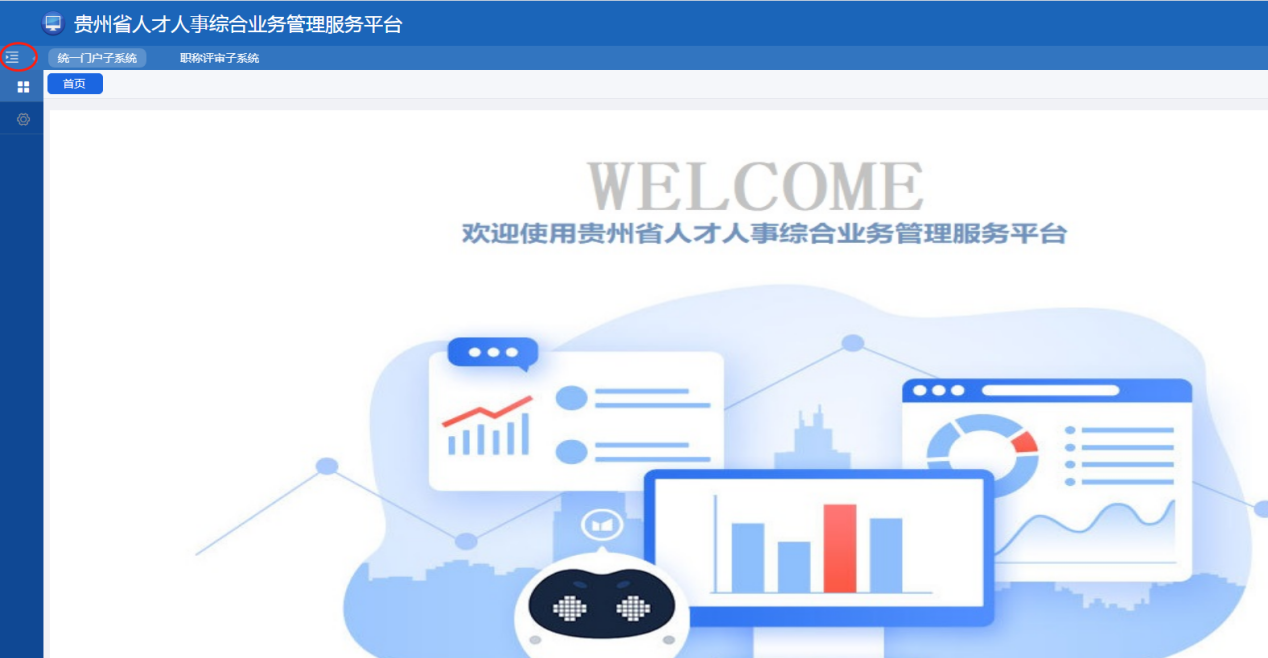 贵州省人才人事综合业务管理服务平台
统一门户子系统 职称评审子系统
首页
WELCOME
欢迎使用贵州省人才人事综合业务管理服务平台